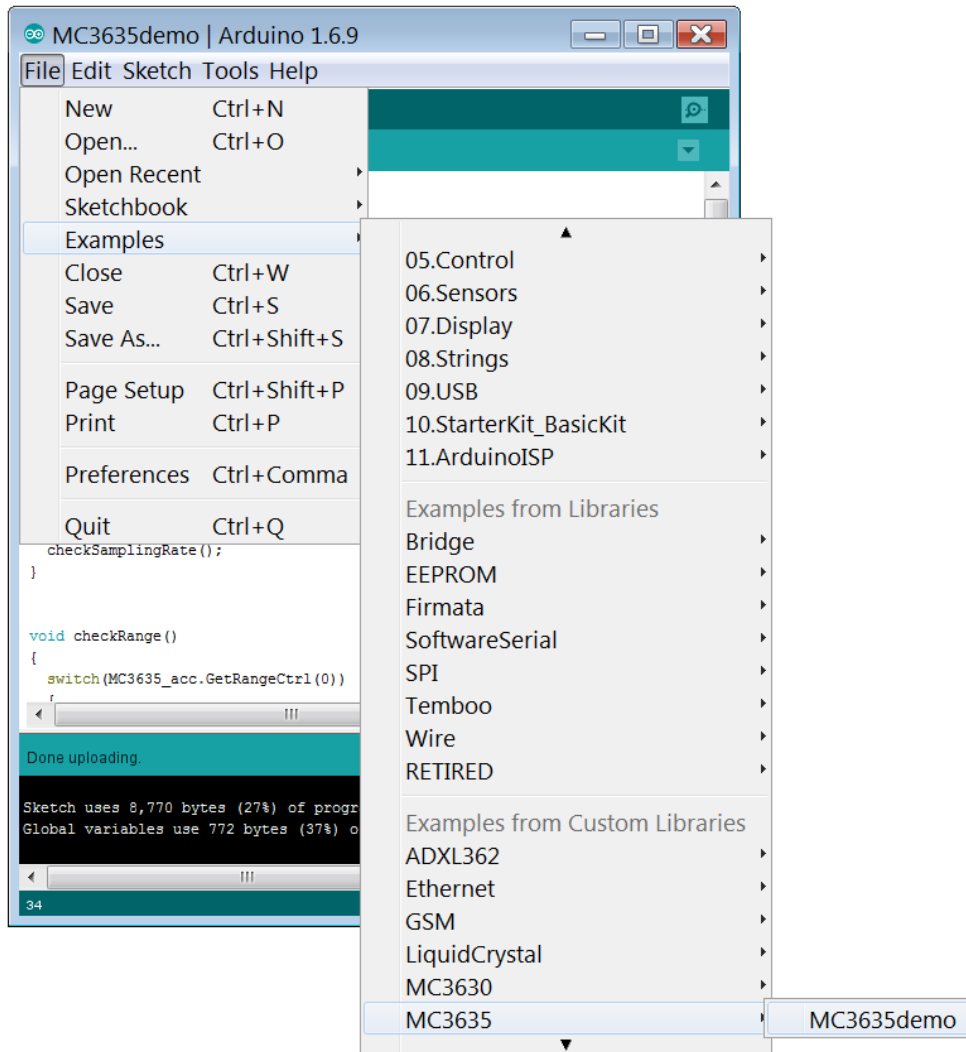 MC3635demo | Arduino 1.6.9
File Edit Sketch Tools Help
New Ctrl+N
Open... Ctrl+O
Open Recent
Sketchbook
Examples
Close Ctrl+W
Save Ctrl+S
Save As... Ctrl+Shift+S
Page Setup Ctrl+Shift+P
Print Ctrl+P
Preferences Ctrl+Comma
Quit Ctrl+Q
05.Control
06.Sensors
07.Display
08.Strings
09.USB
10.StarterKit_BasicKit
11.ArduinoISP
Examples from Libraries
Bridge
EEPROM
Firmata
SoftwareSerial
SPI
Temboo
Wire
RETIRED
Examples from Custom Libraries
ADXL362
Ethernet
GSM
LiquidCrystal
MC3630
MC3635
MC3635demo
checkSamplingRate();
}
void checkRange()
{
switch(MC3635_acc.GetRangeCtrl(0))
{
Done uploading.
Sketch uses 8,770 bytes (27%) of progr
Global variables use 772 bytes (37%) o
34